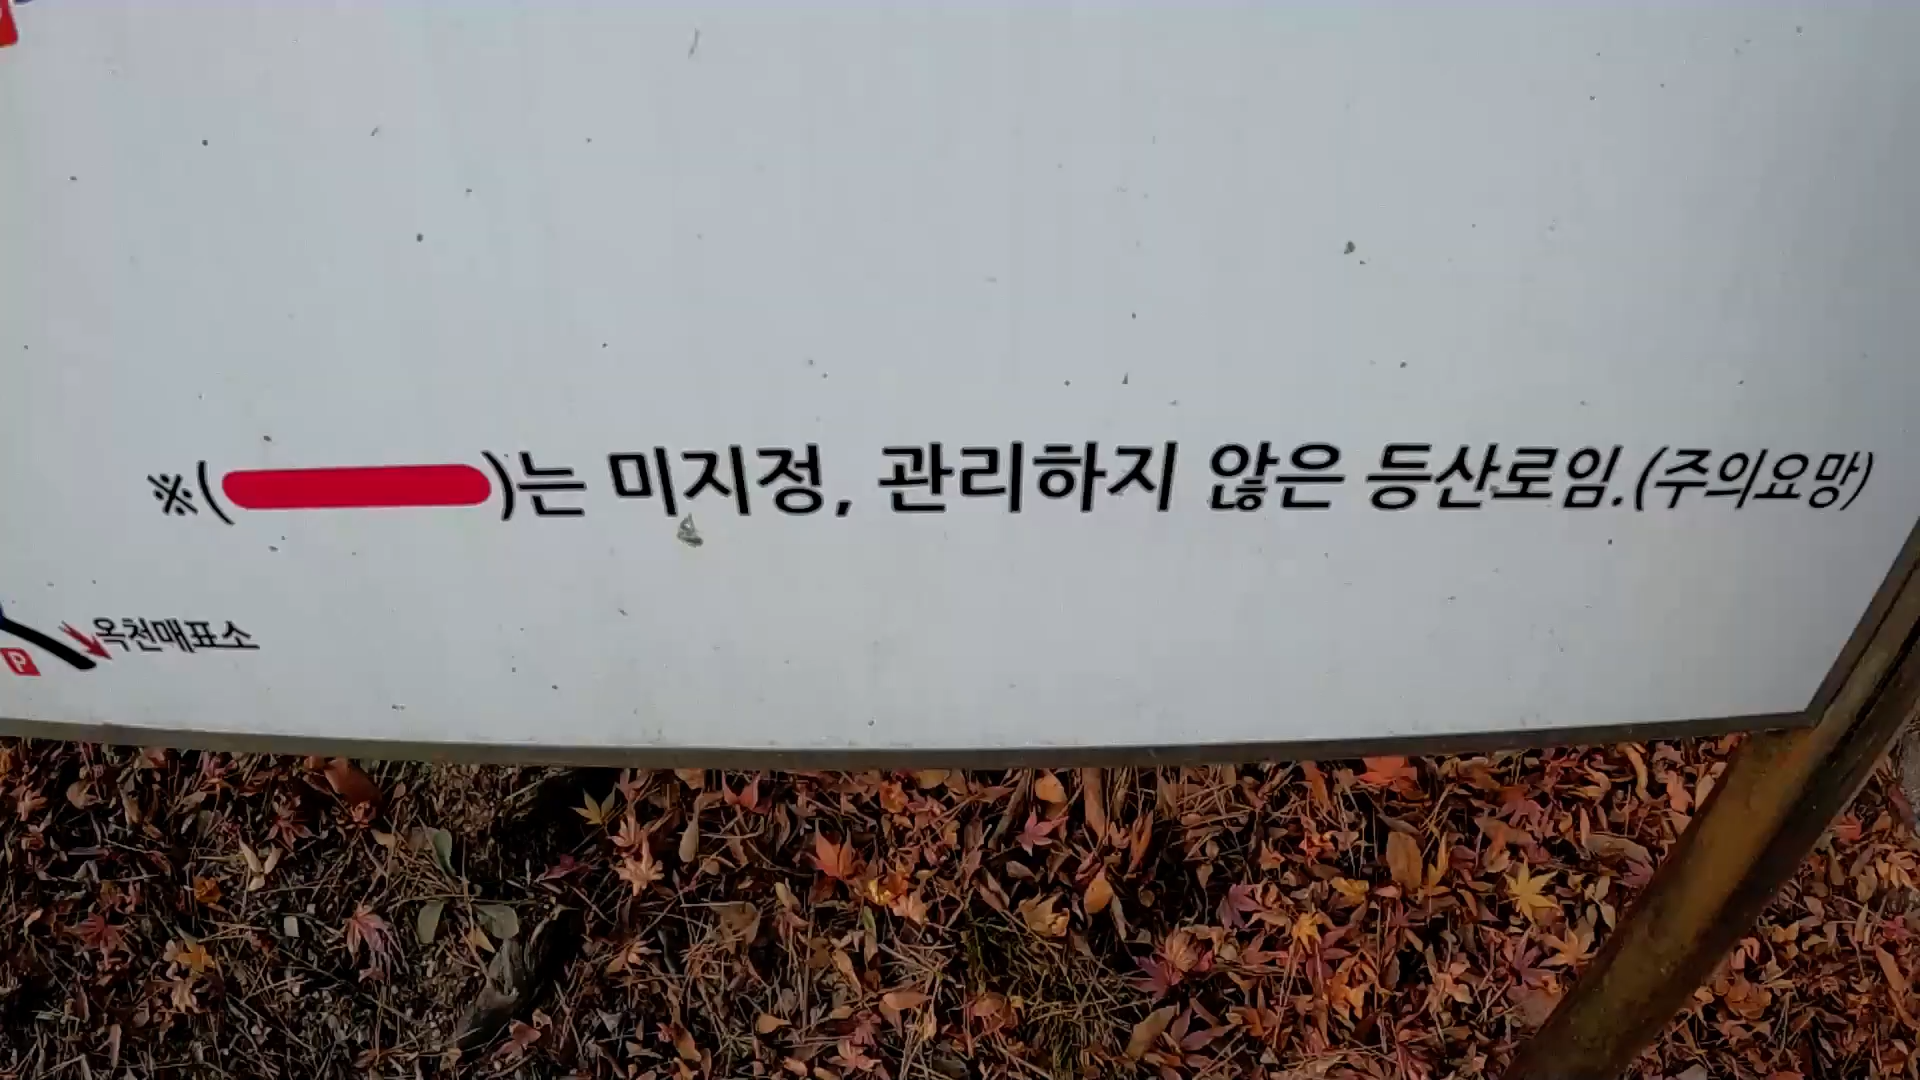 ※( )는 미지정, 관리하지 않은 등산로임.(주의요망)
옥천매표소
P